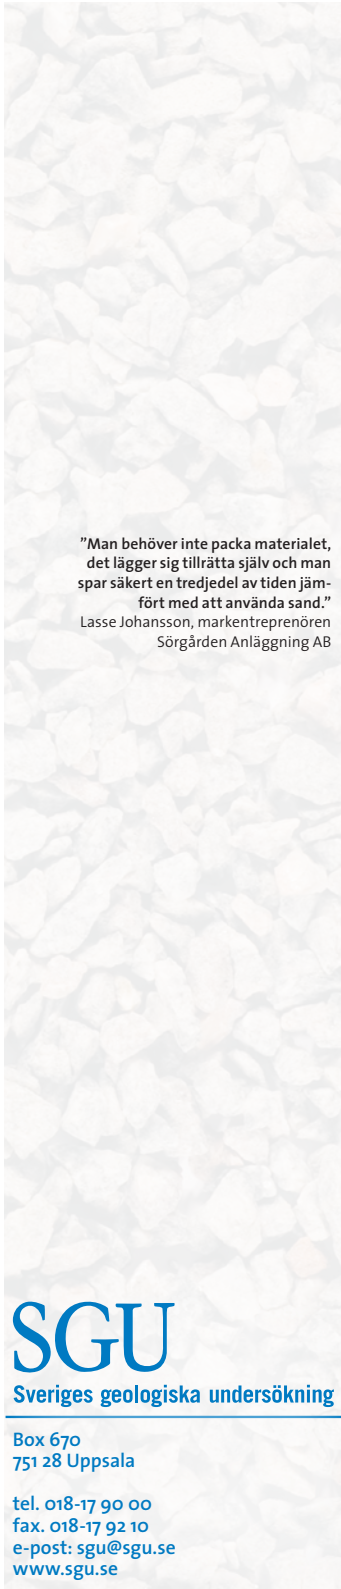 ”Man behöver inte packa materialet,
det lägger sig tillrätta själv och man
spar säkert en tredjedel av tiden jäm-
fört med att använda sand.”
Lasse Johansson, markentreprenören
Sörgården Anläggning AB
SGU
Sveriges geologiska undersökning
Box 670
751 28 Uppsala
tel. 018-17 90 00
fax. 018-17 92 10
e-post: sgu@sgu.se
www.sgu.se